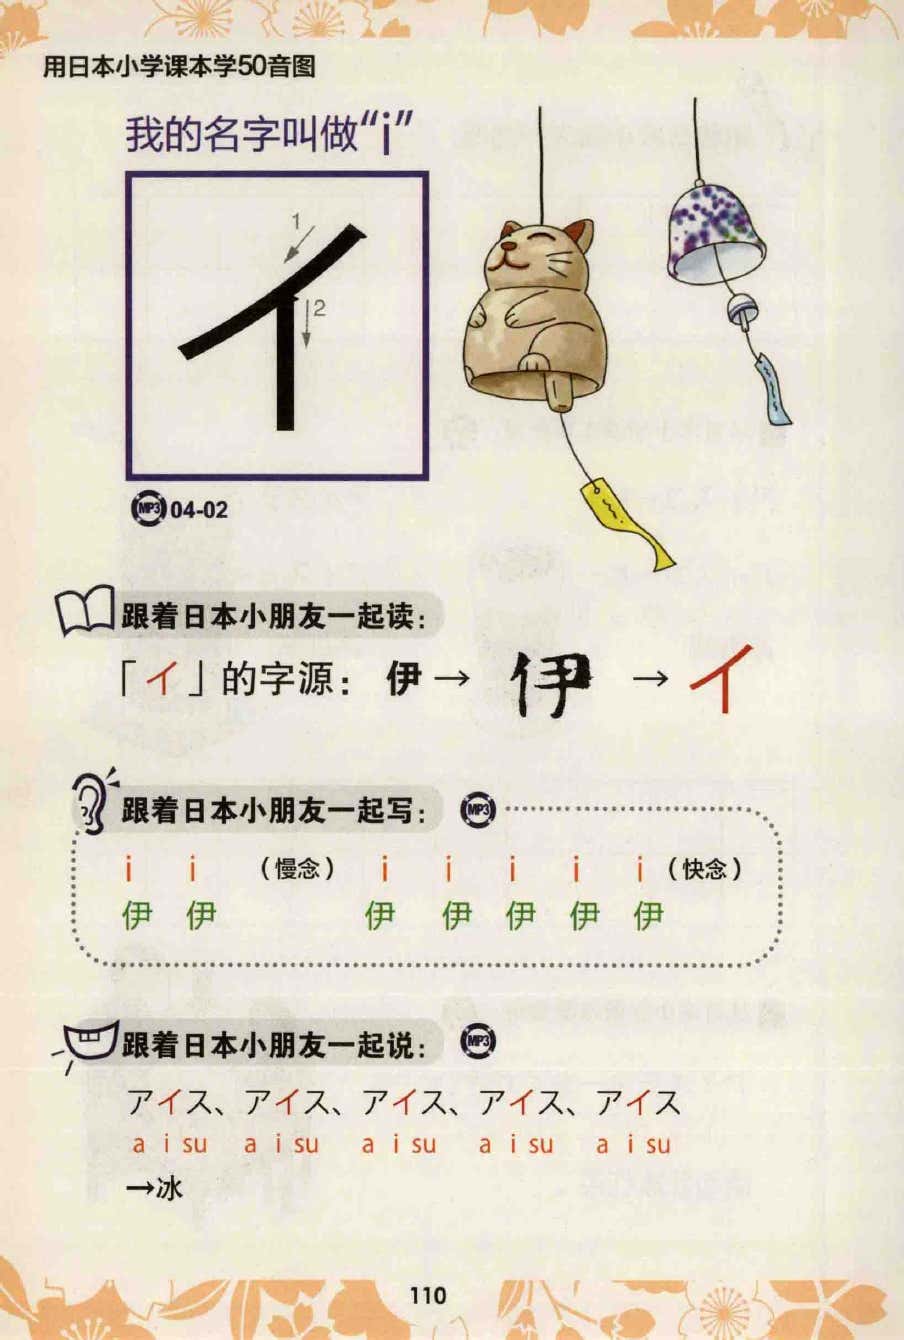 用日本小学课本学50音图
我的名字叫做“i”
イ
1
2
MP3 04-02
跟着日本小朋友一起读：
「イ」的字源：伊→伊→イ
跟着日本小朋友一起写： MP3
i i （慢念） i i i i i （快念）
伊 伊 伊 伊 伊 伊 伊
跟着日本小朋友一起说： MP3
アイス、アイス、アイス、アイス、アイス
a i su a i su a i su a i su a i su
→冰
110